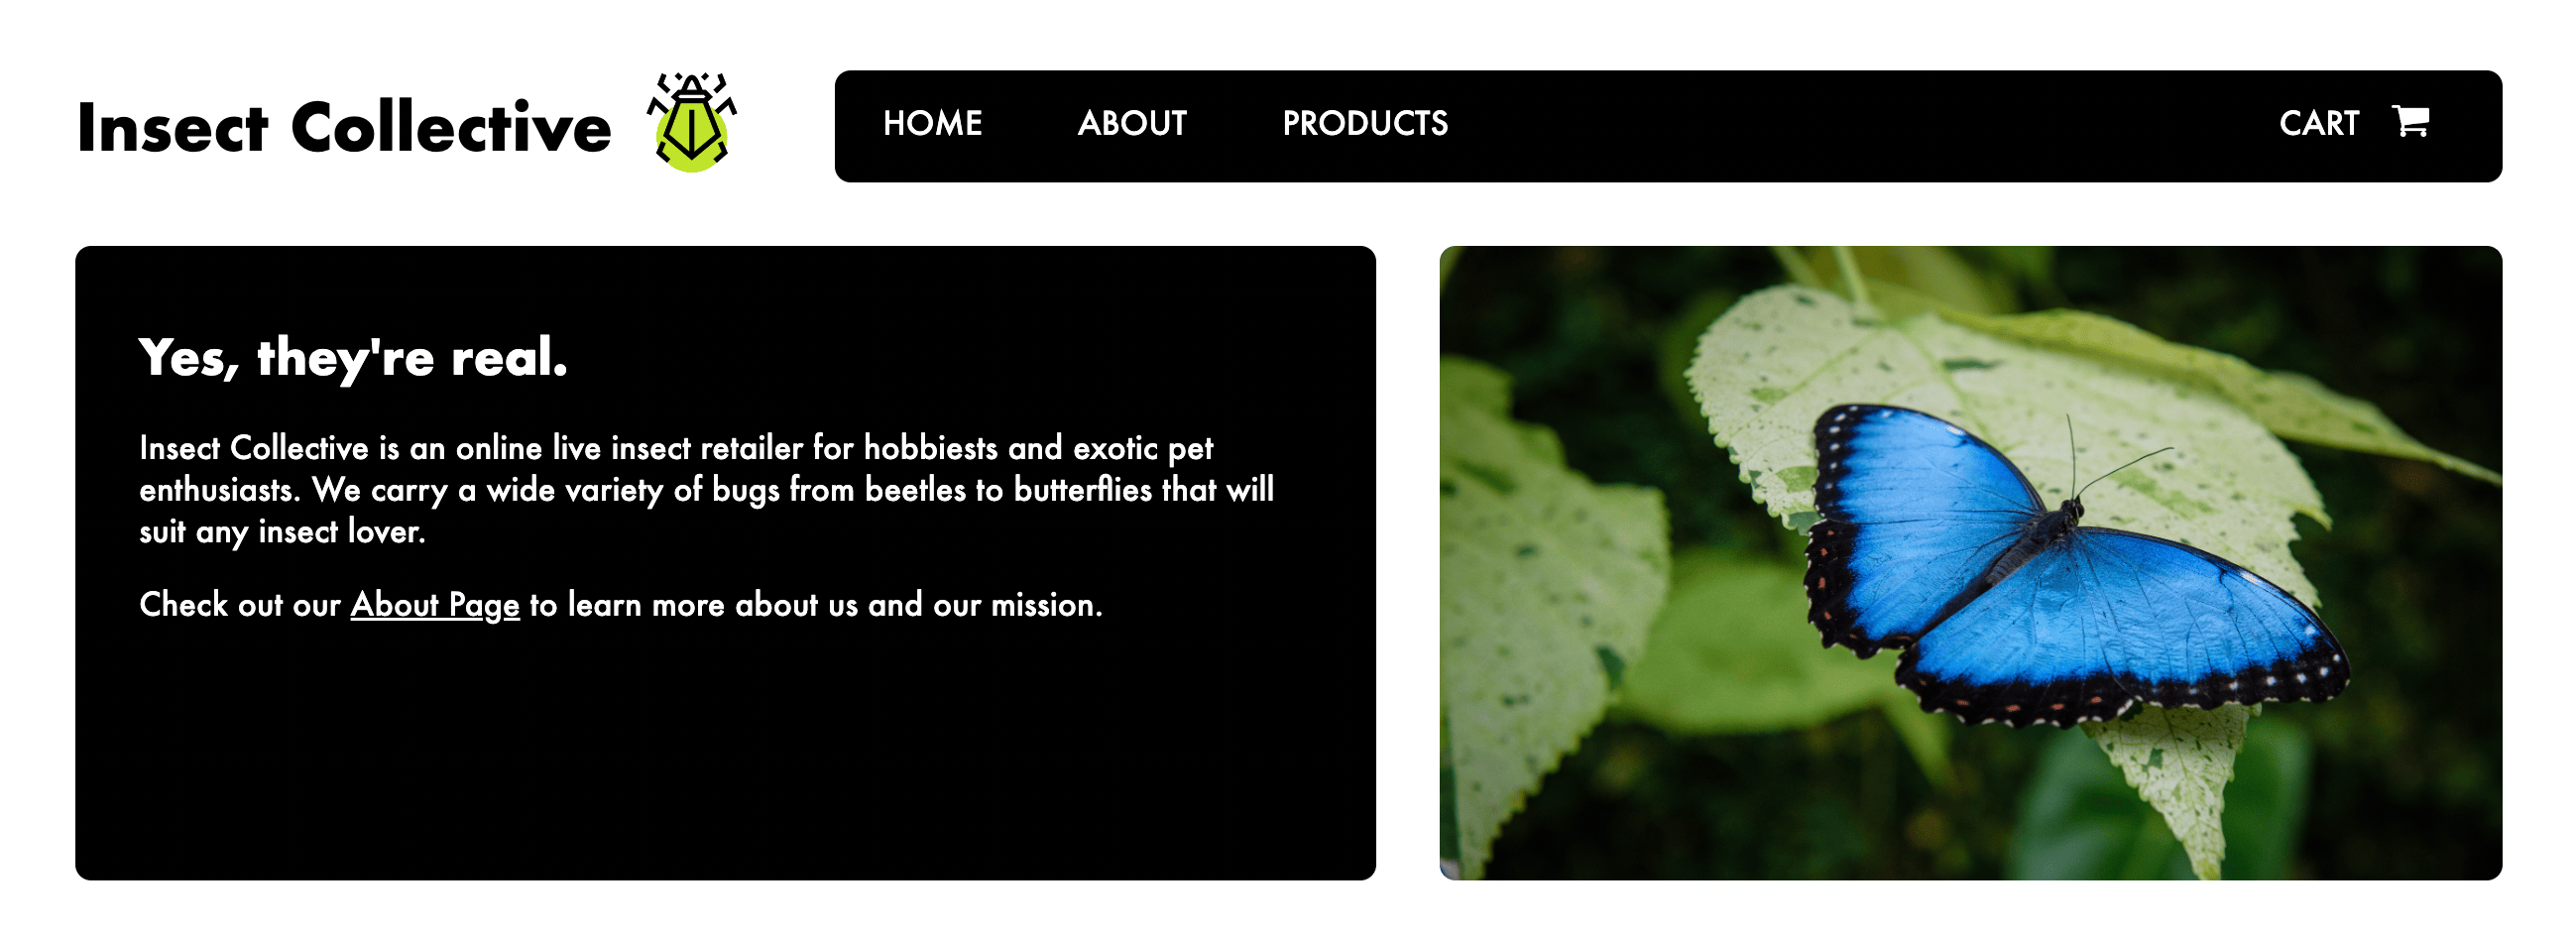 Insect Collective
HOME ABOUT PRODUCTS CART
Yes, they're real.
Insect Collective is an online live insect retailer for hobbiests and exotic pet
enthusiasts. We carry a wide variety of bugs from beetles to butterflies that will
suit any insect lover.
Check out our About Page to learn more about us and our mission.